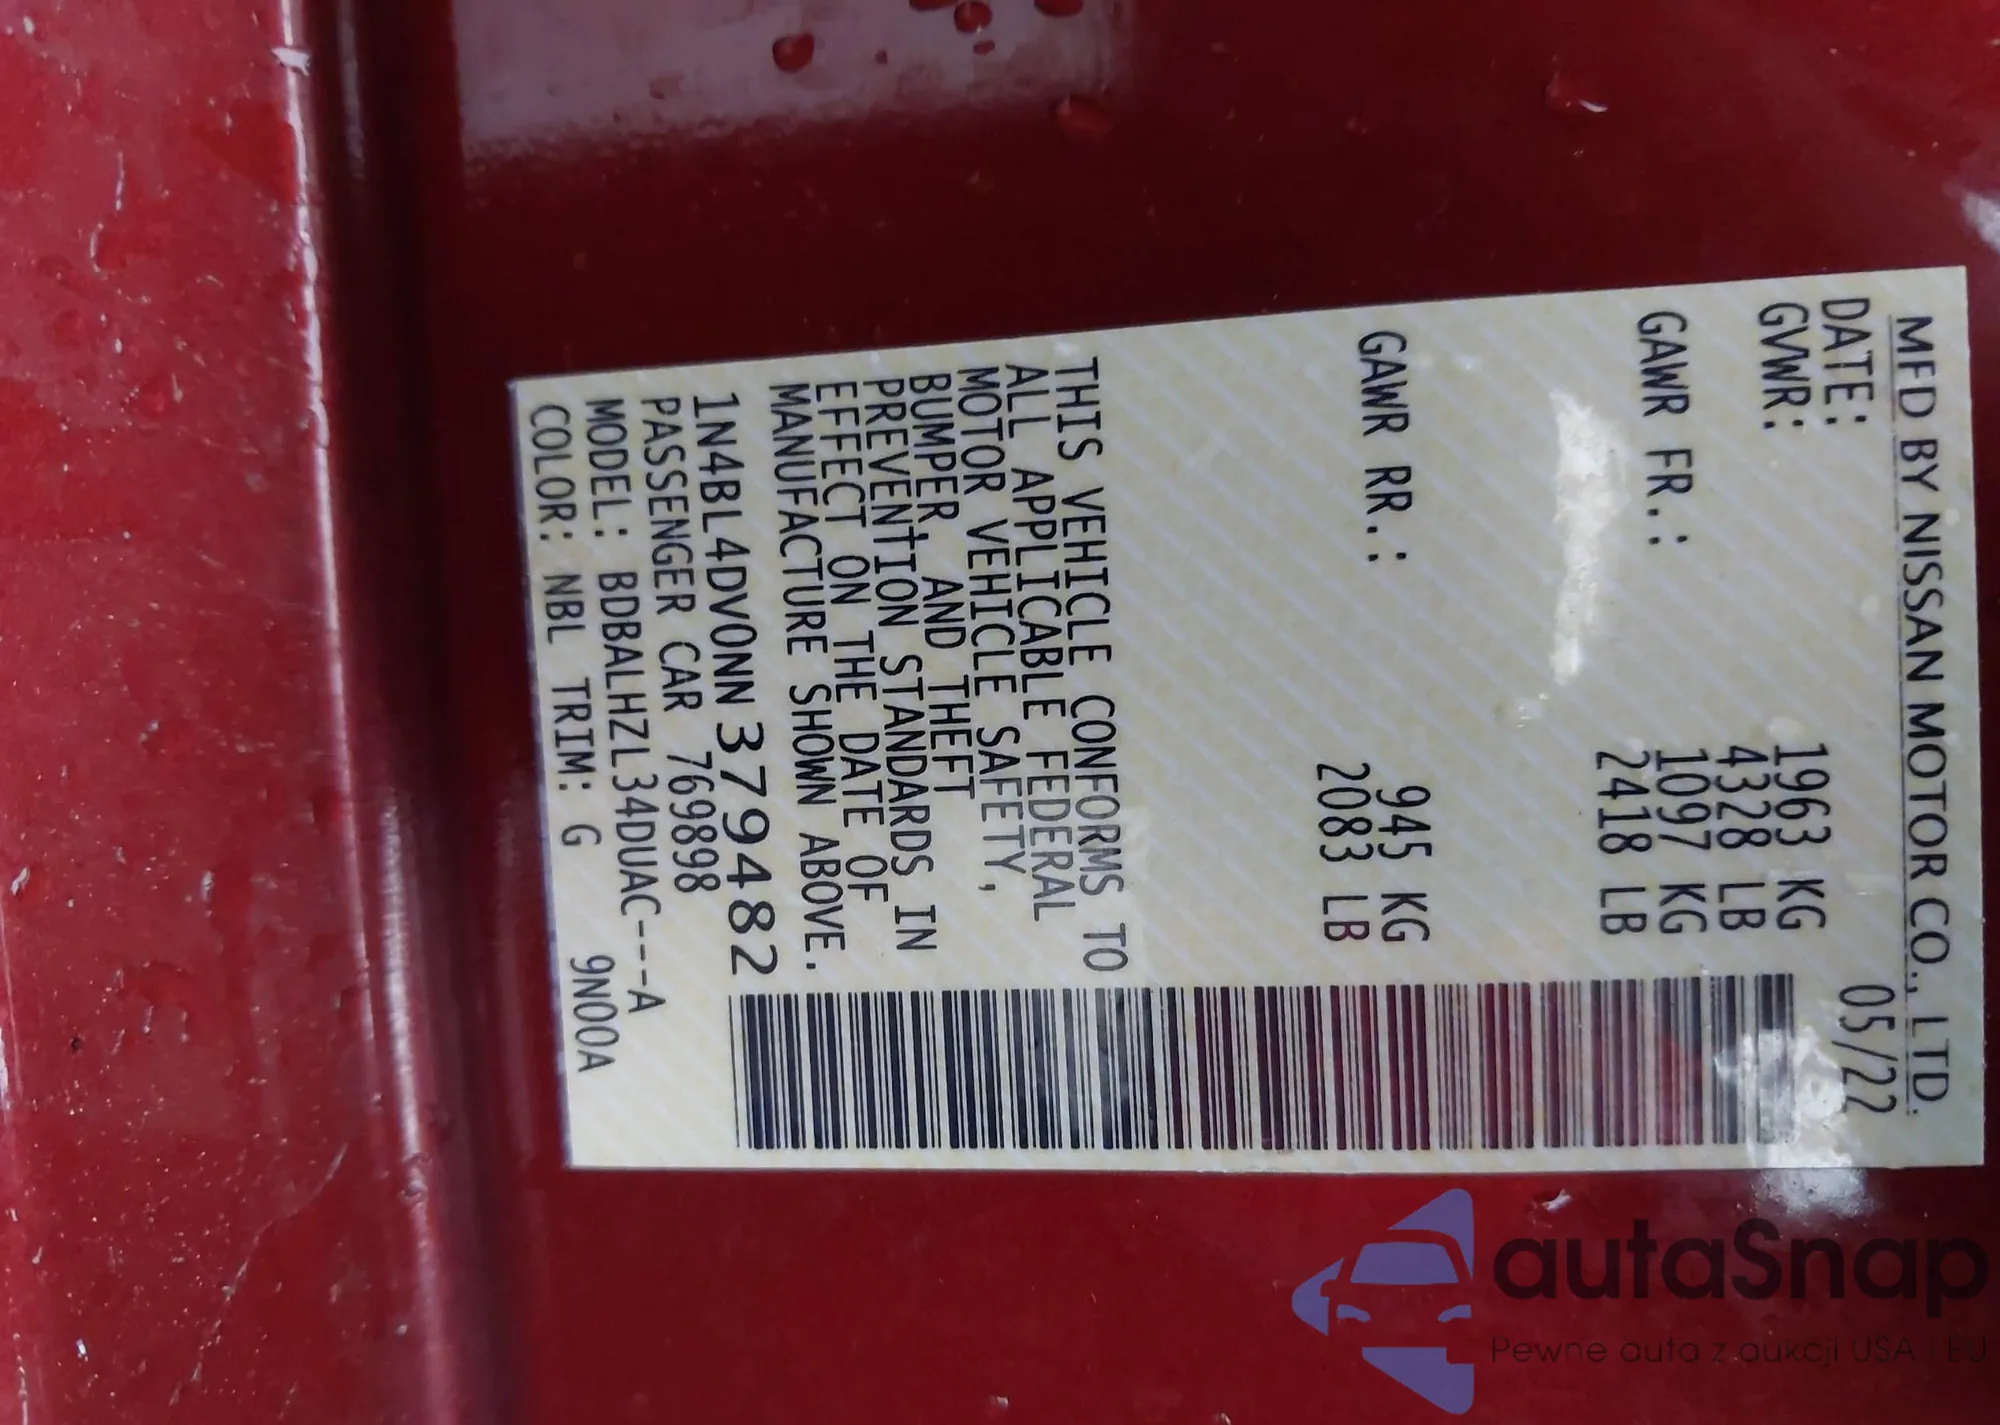 MFD BY NISSAN MOTOR CO., LTD.
DATE: 05/22
GVWR: 1963 KG
4328 LB
GAWR FR.: 1097 KG
2418 LB
GAWR RR.: 945 KG
2083 LB
THIS VEHICLE CONFORMS TO
ALL APPLICABLE FEDERAL
MOTOR VEHICLE SAFETY,
BUMPER, AND THEFT
PREVENTION STANDARDS IN
EFFECT ON THE DATE OF
MANUFACTURE SHOWN ABOVE.
1N4BL4DV0NN379482
PASSENGER CAR 769898
MODEL: BDBALHZL34DUAC---A
COLOR: NBL TRIM: G 9N00A
autaSnap
Pewne auta z aukcji USA i EU